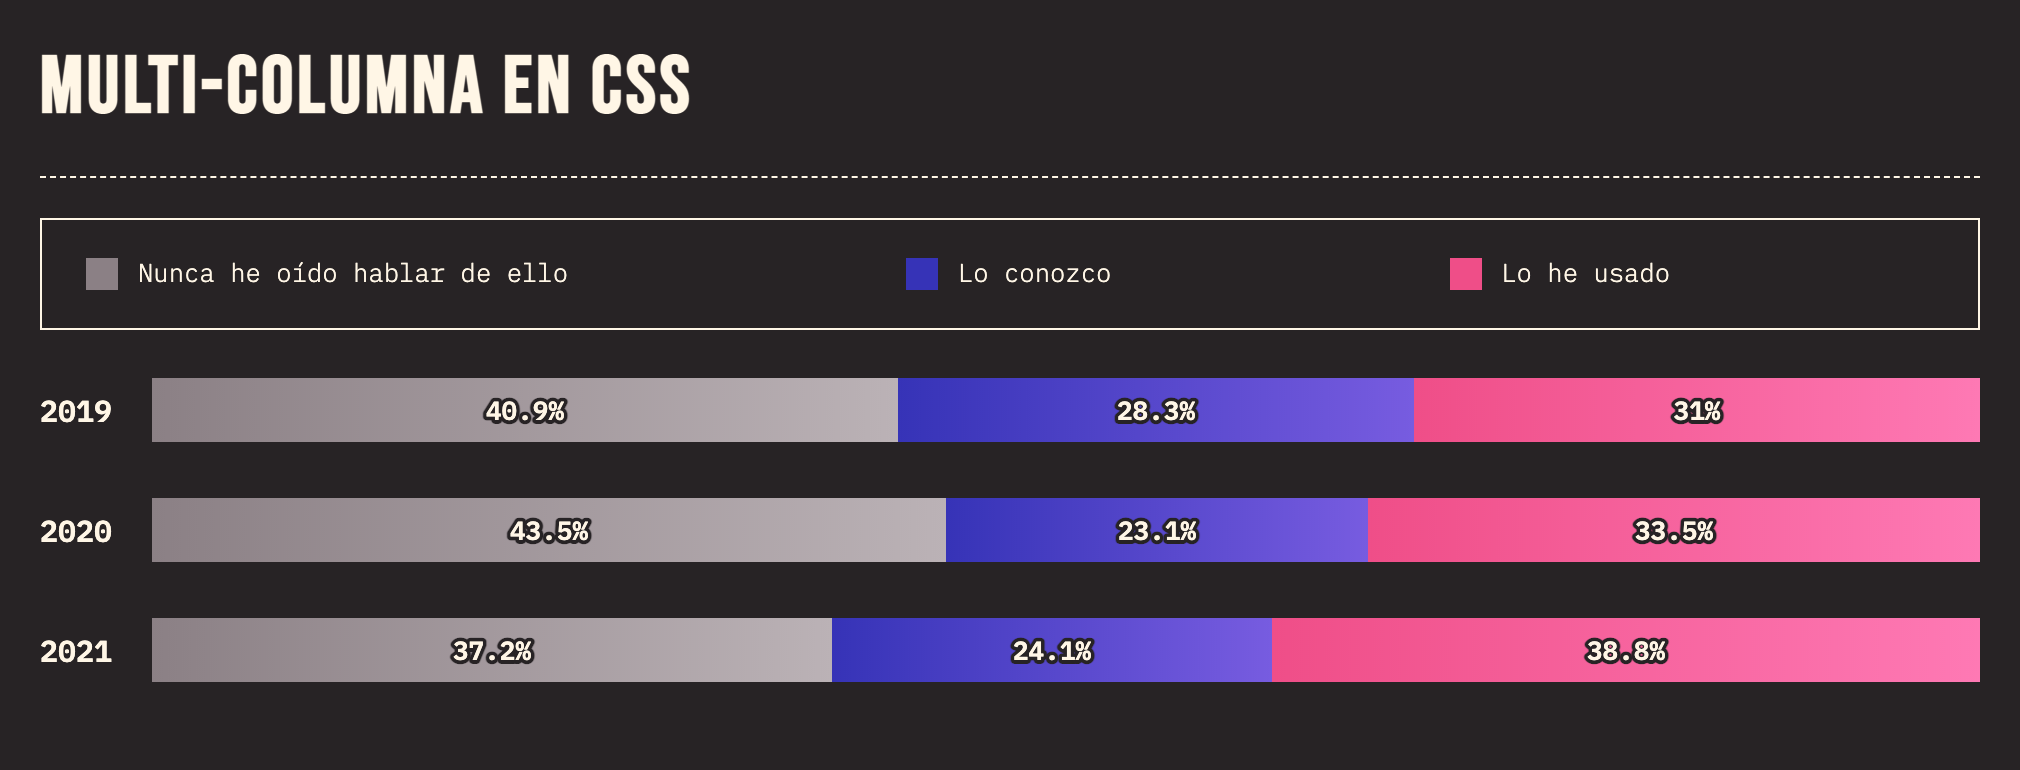 MULTI-COLUMNA EN CSS
Nunca he oído hablar de ello Lo conozco Lo he usado
2019 40.9% 28.3% 31%
2020 43.5% 23.1% 33.5%
2021 37.2% 24.1% 38.8%